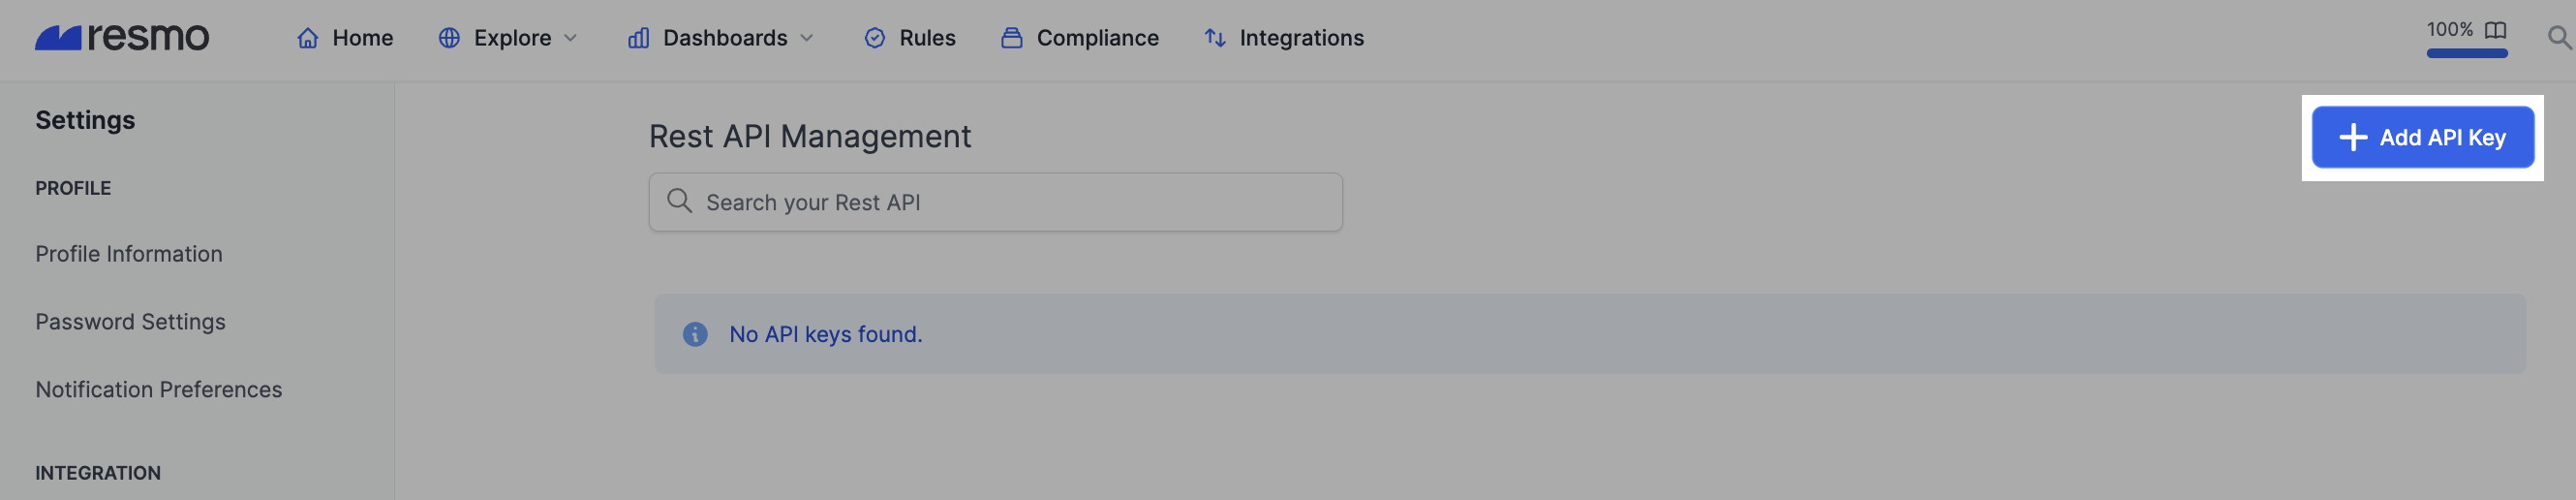 resmo
Home
Explore
Dashboards
Rules
Compliance
Integrations
100%
Settings
PROFILE
Profile Information
Password Settings
Notification Preferences
INTEGRATION
Rest API Management
Add API Key
Search your Rest API
No API keys found.